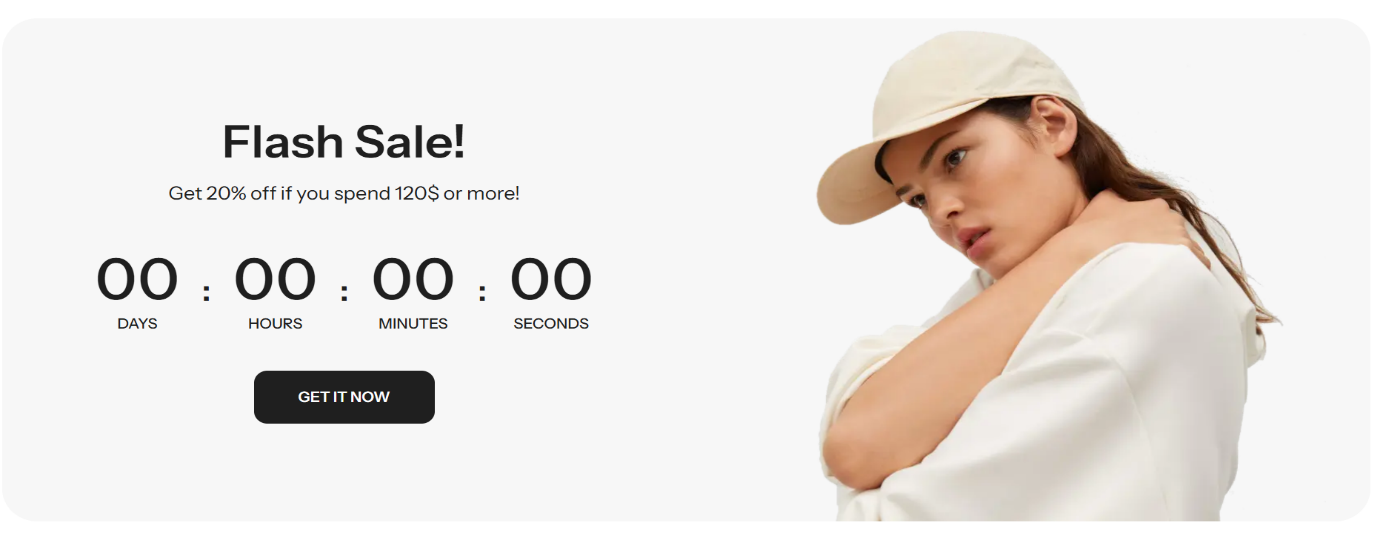 Flash Sale!
Get 20% off if you spend 120$ or more!
00 : 00 : 00 : 00
DAYS HOURS MINUTES SECONDS
GET IT NOW